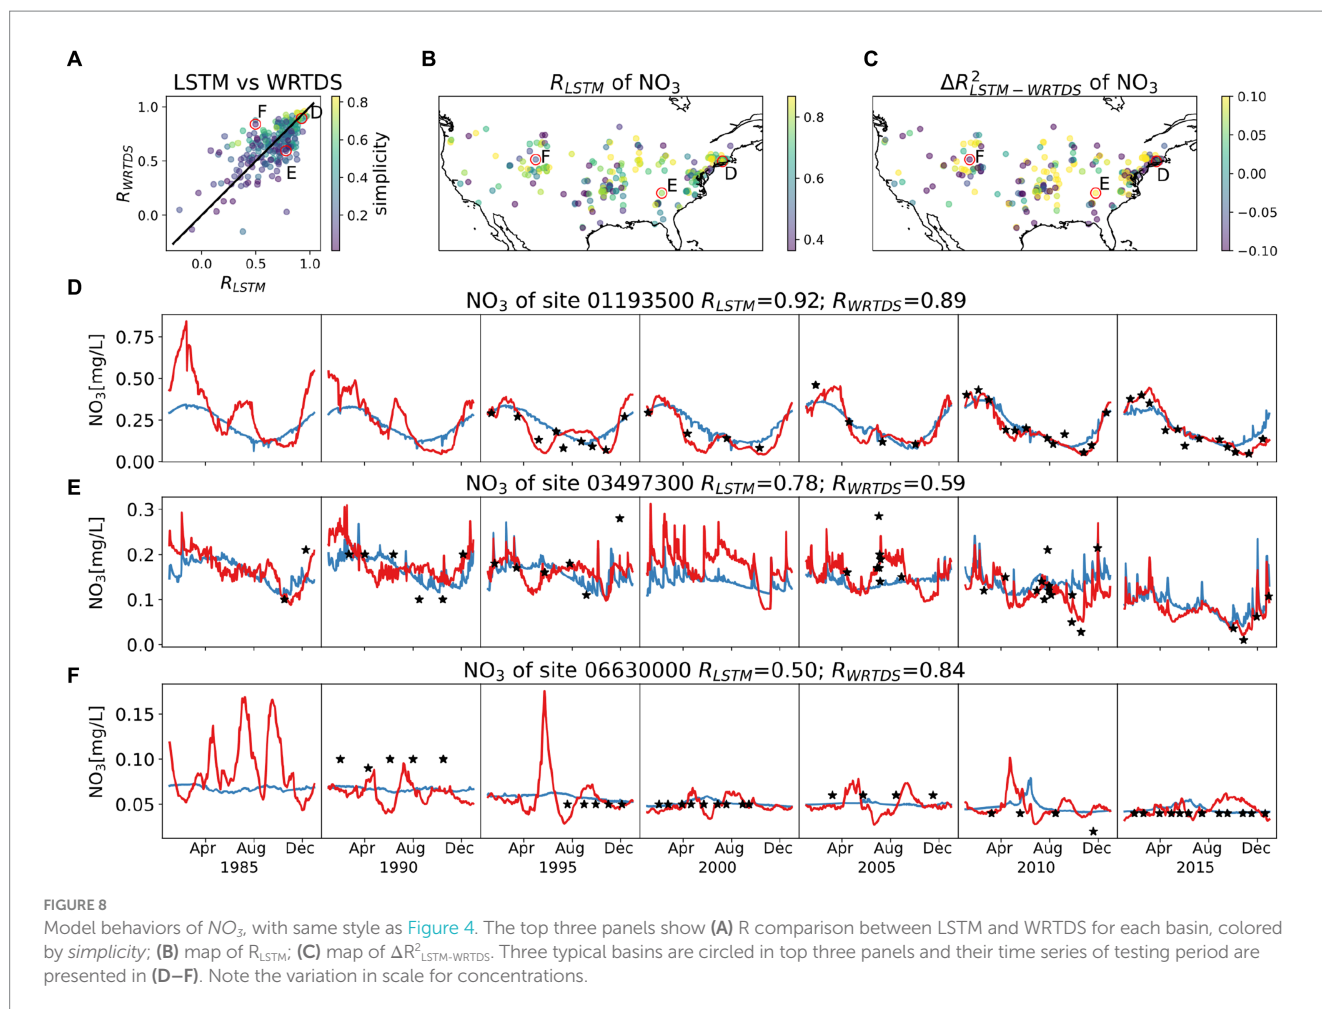 A
B
C
LSTM vs WRTDS
R_LSTM of NO₃
ΔR²_LSTM−WRTDS of NO₃
1.0
0.5
0.0
R_WRTDS
F
D
E
0.0 0.5 1.0
R_LSTM
0.8
0.6
0.4
0.2
simplicity
F
E
D
0.8
0.6
0.4
F
E
D
0.10
0.05
0.00
−0.05
−0.10
D
NO₃ of site 01193500 R_LSTM=0.92; R_WRTDS=0.89
NO₃[mg/L]
0.75
0.50
0.25
0.00
E
NO₃ of site 03497300 R_LSTM=0.78; R_WRTDS=0.59
NO₃[mg/L]
0.3
0.2
0.1
0.0
F
NO₃ of site 06630000 R_LSTM=0.50; R_WRTDS=0.84
NO₃[mg/L]
0.15
0.10
0.05
Apr Aug Dec Apr Aug Dec Apr Aug Dec Apr Aug Dec Apr Aug Dec Apr Aug Dec Apr Aug Dec
1985 1990 1995 2000 2005 2010 2015
FIGURE 8
Model behaviors of NO₃, with same style as Figure 4. The top three panels show (A) R comparison between LSTM and WRTDS for each basin, colored
by simplicity; (B) map of R_LSTM; (C) map of ΔR²_LSTM-WRTDS. Three typical basins are circled in top three panels and their time series of testing period are
presented in (D–F). Note the variation in scale for concentrations.